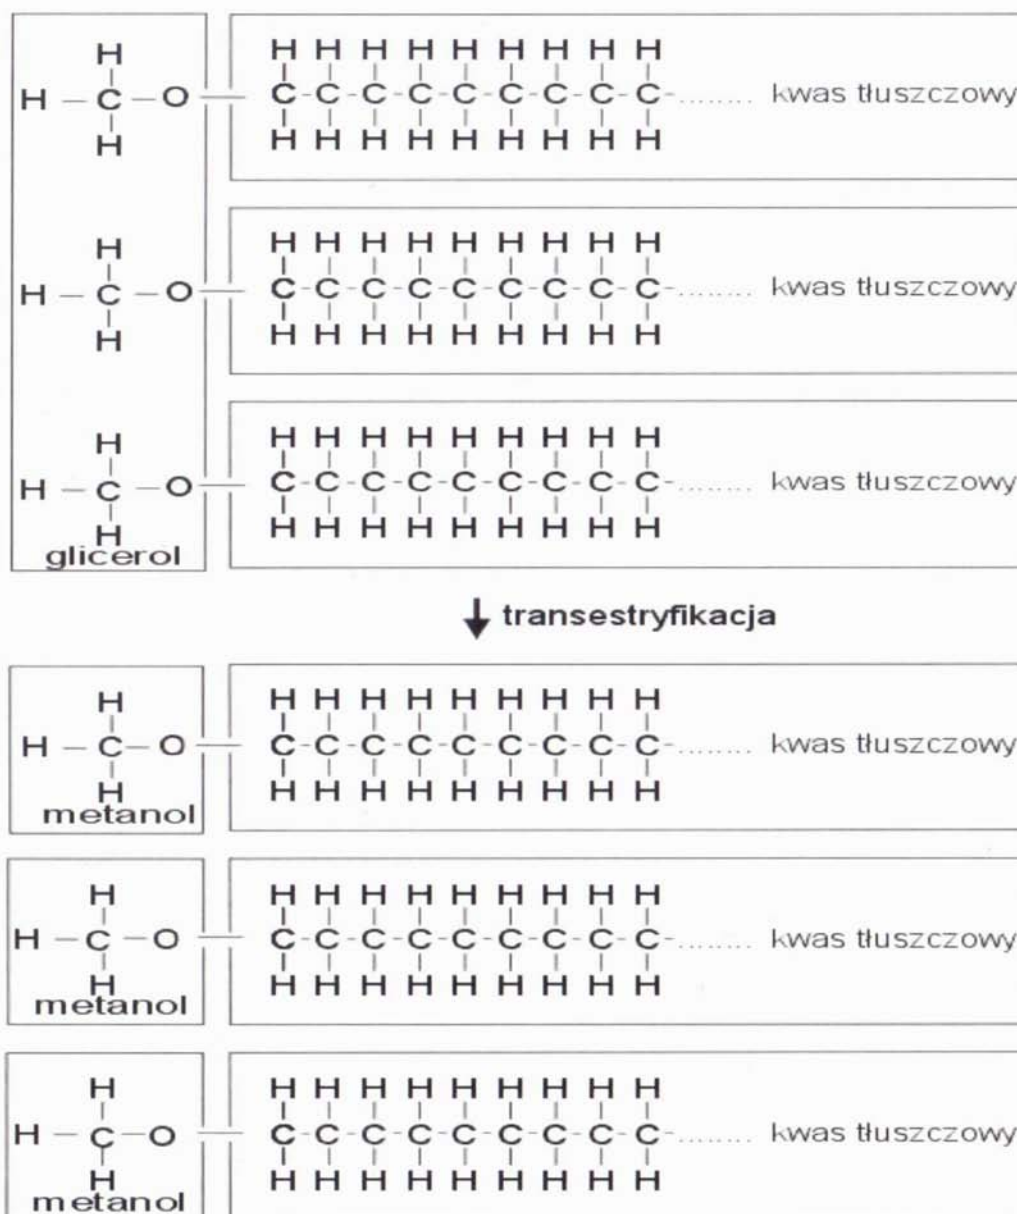 H H H H H H H H H H
H – C – O – C-C-C-C-C-C-C-C-C-........ kwas tłuszczowy
H H H H H H H H H H
H H H H H H H H H H
H – C – O – C-C-C-C-C-C-C-C-C-........ kwas tłuszczowy
H H H H H H H H H H
H H H H H H H H H H
H – C – O – C-C-C-C-C-C-C-C-C-........ kwas tłuszczowy
H H H H H H H H H H
glicerol
transestryfikacja
H H H H H H H H H H
H – C – O – C-C-C-C-C-C-C-C-C-........ kwas tłuszczowy
H H H H H H H H H H
metanol
H H H H H H H H H H
H – C – O – C-C-C-C-C-C-C-C-C-........ kwas tłuszczowy
H H H H H H H H H H
metanol
H H H H H H H H H H
H – C – O – C-C-C-C-C-C-C-C-C-........ kwas tłuszczowy
H H H H H H H H H H
metanol